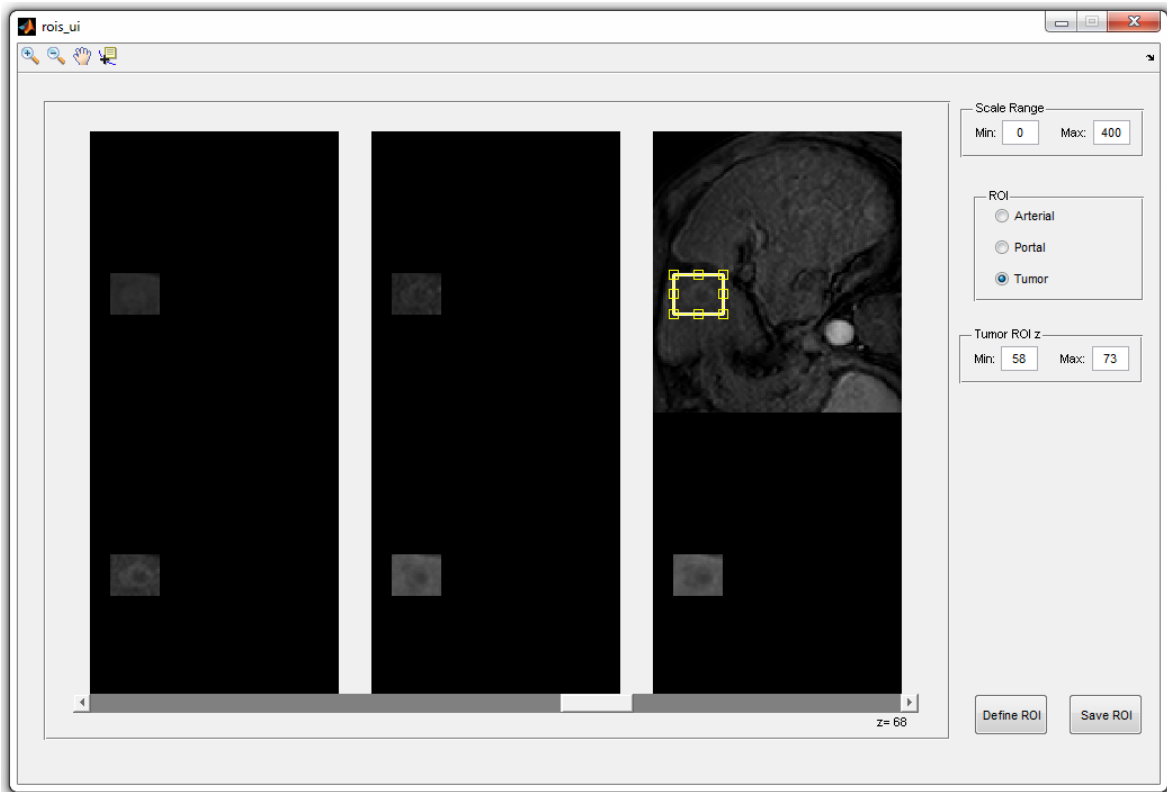 rois_ui
Scale Range
Min: 0 Max: 400
ROI
Arterial
Portal
Tumor
Tumor ROI z
Min: 58 Max: 73
z= 68
Define ROI Save ROI